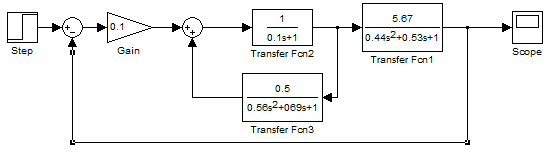 Step
0.1
Gain
1
0.1s+1
Transfer Fcn2
5.67
0.44s²+0.53s+1
Transfer Fcn1
Scope
0.5
0.56s²+069s+1
Transfer Fcn3